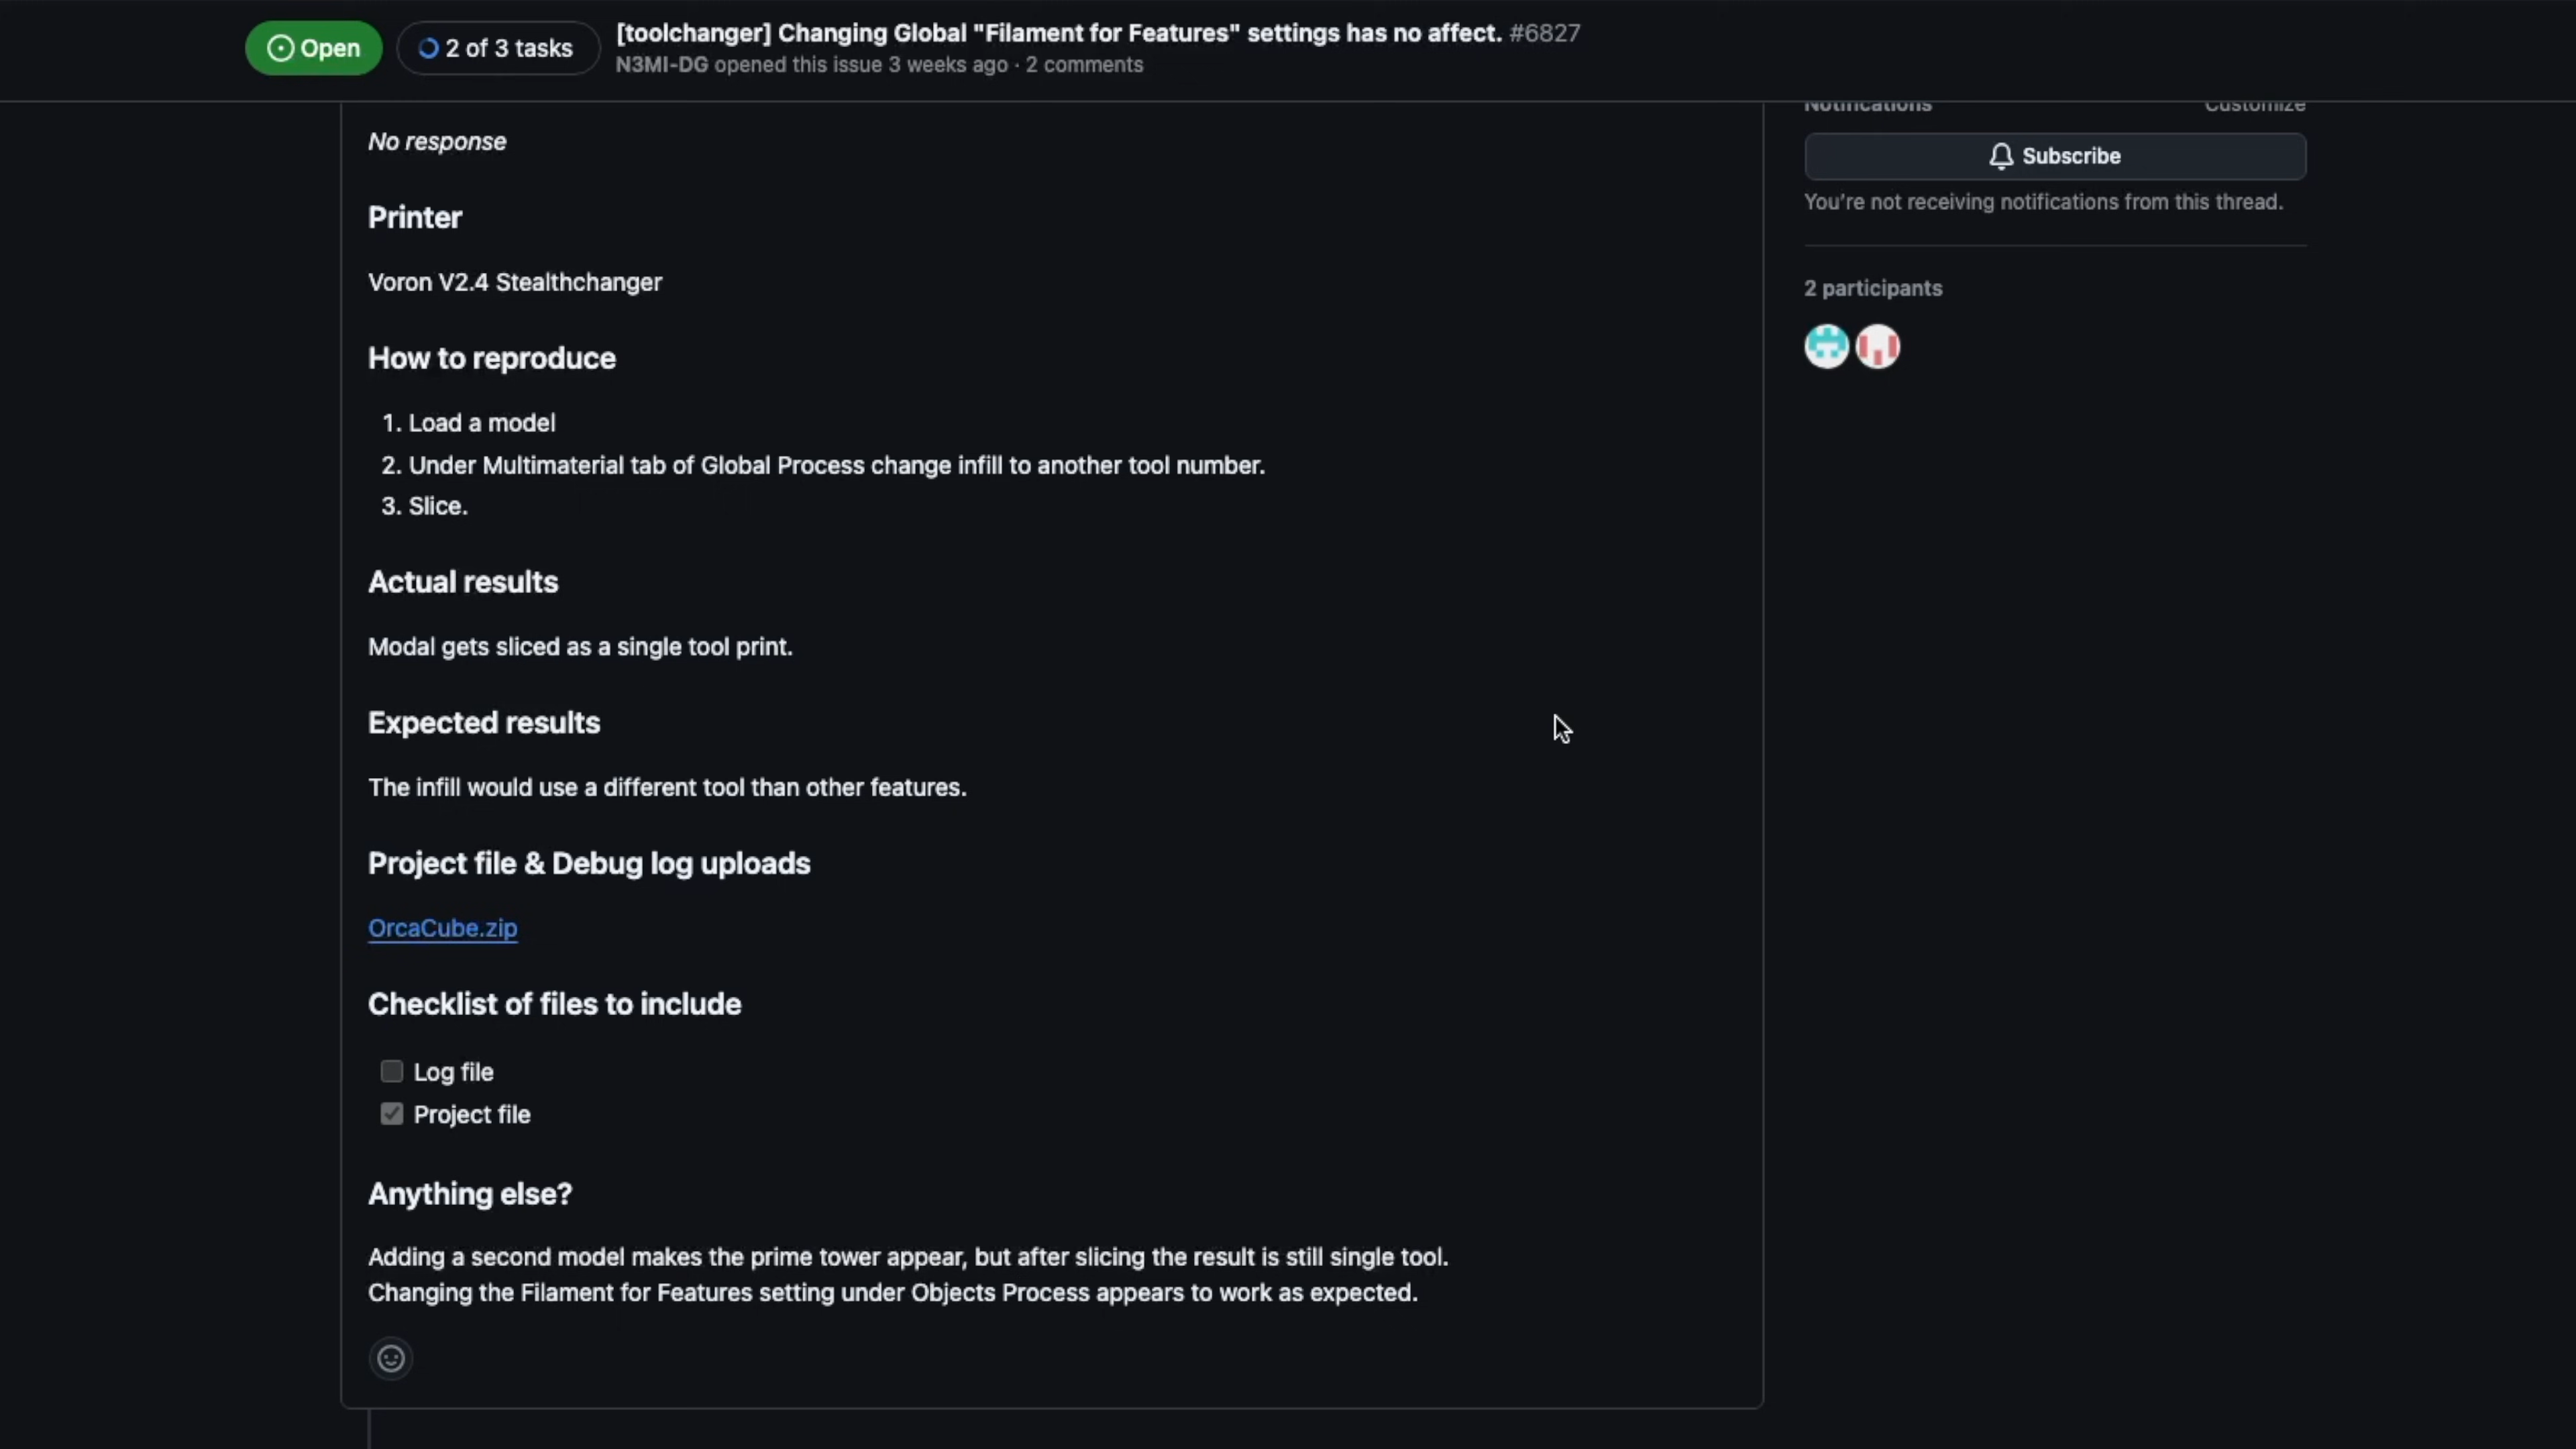 Open
2 of 3 tasks
[toolchanger] Changing Global "Filament for Features" settings has no affect. #6827
N3MI-DG opened this issue 3 weeks ago · 2 comments
Notifications
Customize
No response
Subscribe
You're not receiving notifications from this thread.
Printer
Voron V2.4 Stealthchanger
2 participants
How to reproduce
1. Load a model
2. Under Multimaterial tab of Global Process change infill to another tool number.
3. Slice.
Actual results
Modal gets sliced as a single tool print.
Expected results
The infill would use a different tool than other features.
Project file & Debug log uploads
OrcaCube.zip
Checklist of files to include
Log file
Project file
Anything else?
Adding a second model makes the prime tower appear, but after slicing the result is still single tool.
Changing the Filament for Features setting under Objects Process appears to work as expected.